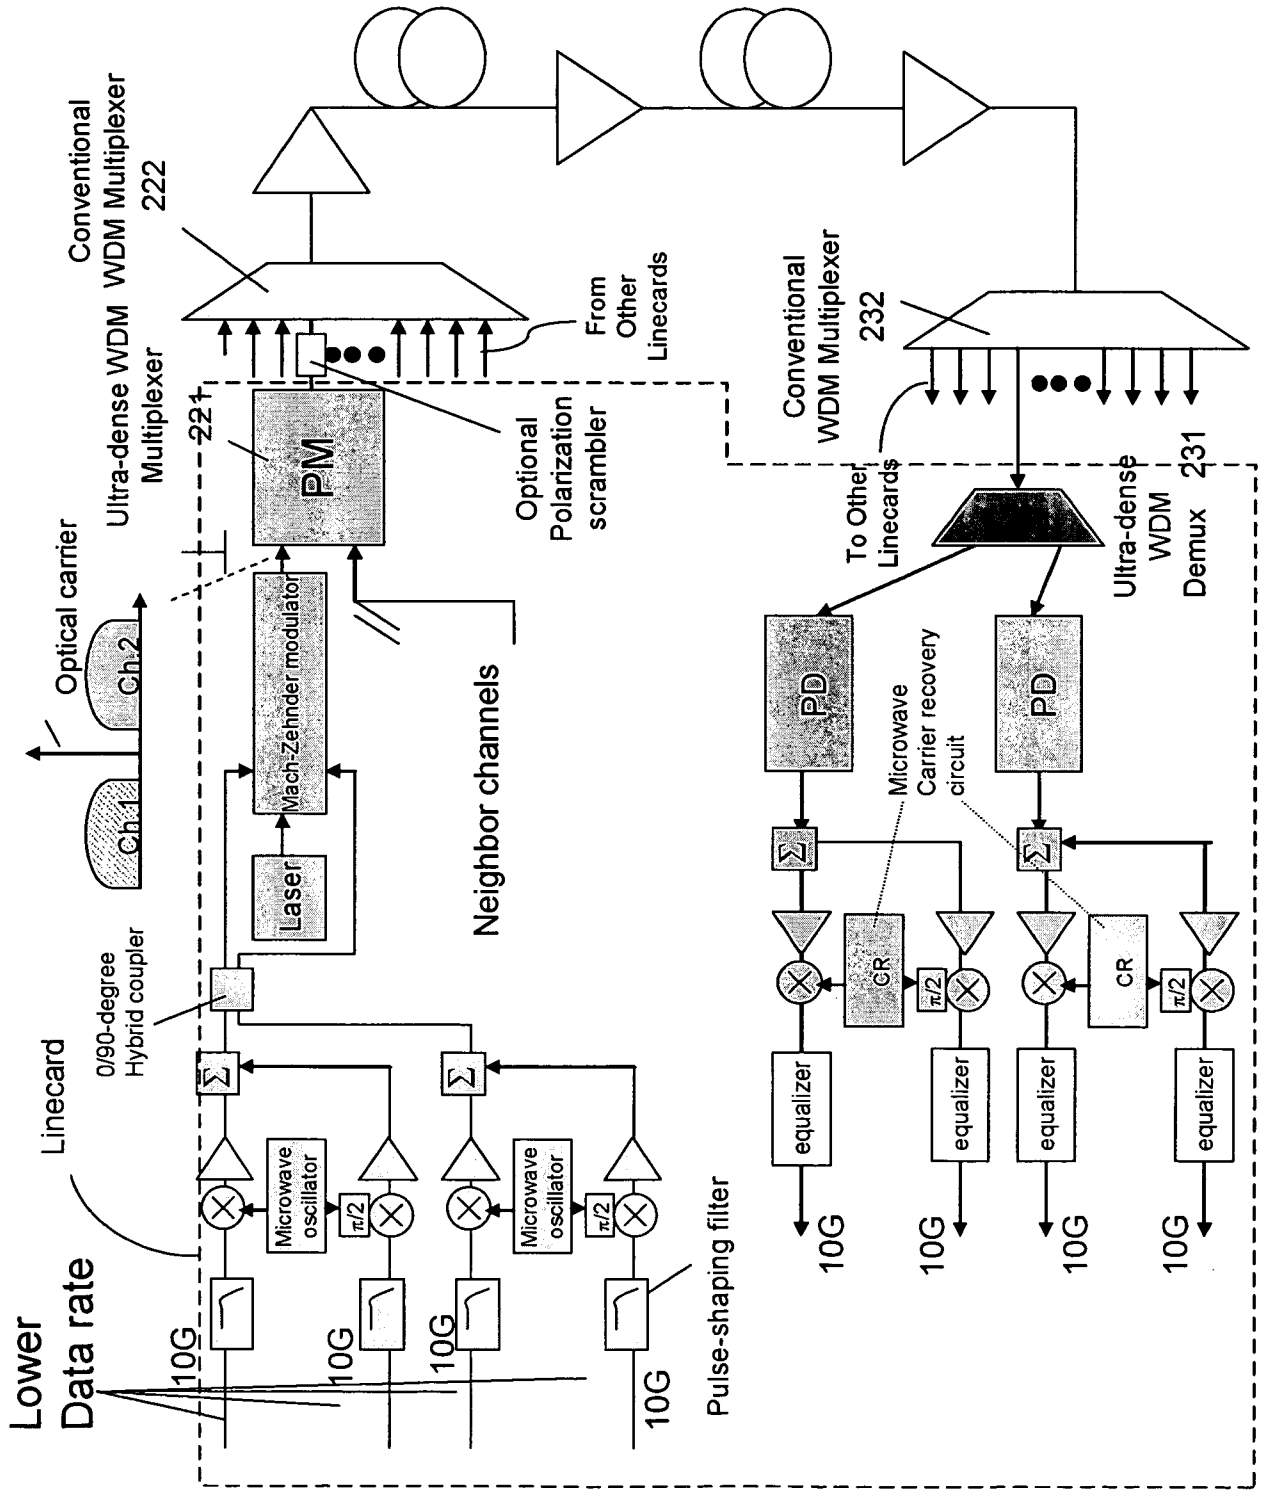 Lower
Data rate
Linecard
0/90-degree
Hybrid coupler
Ch.1
Ch.2
Optical carrier
Ultra-dense WDM
Multiplexer
221
Conventional
WDM Multiplexer
222
10G
10G
10G
10G
Pulse-shaping filter
Microwave
oscillator
π/2
Σ
Microwave
oscillator
π/2
Σ
Laser
Mach-Zehnder modulator
PM
Neighbor channels
Optional
Polarization
scrambler
From
Other
Linecards
Conventional
WDM Multiplexer
232
To Other
Linecards
Ultra-dense
WDM
Demux
231
PD
PD
Microwave
Carrier recovery
circuit
Σ
Σ
CR
π/2
CR
π/2
equalizer
equalizer
equalizer
equalizer
10G
10G
10G
10G